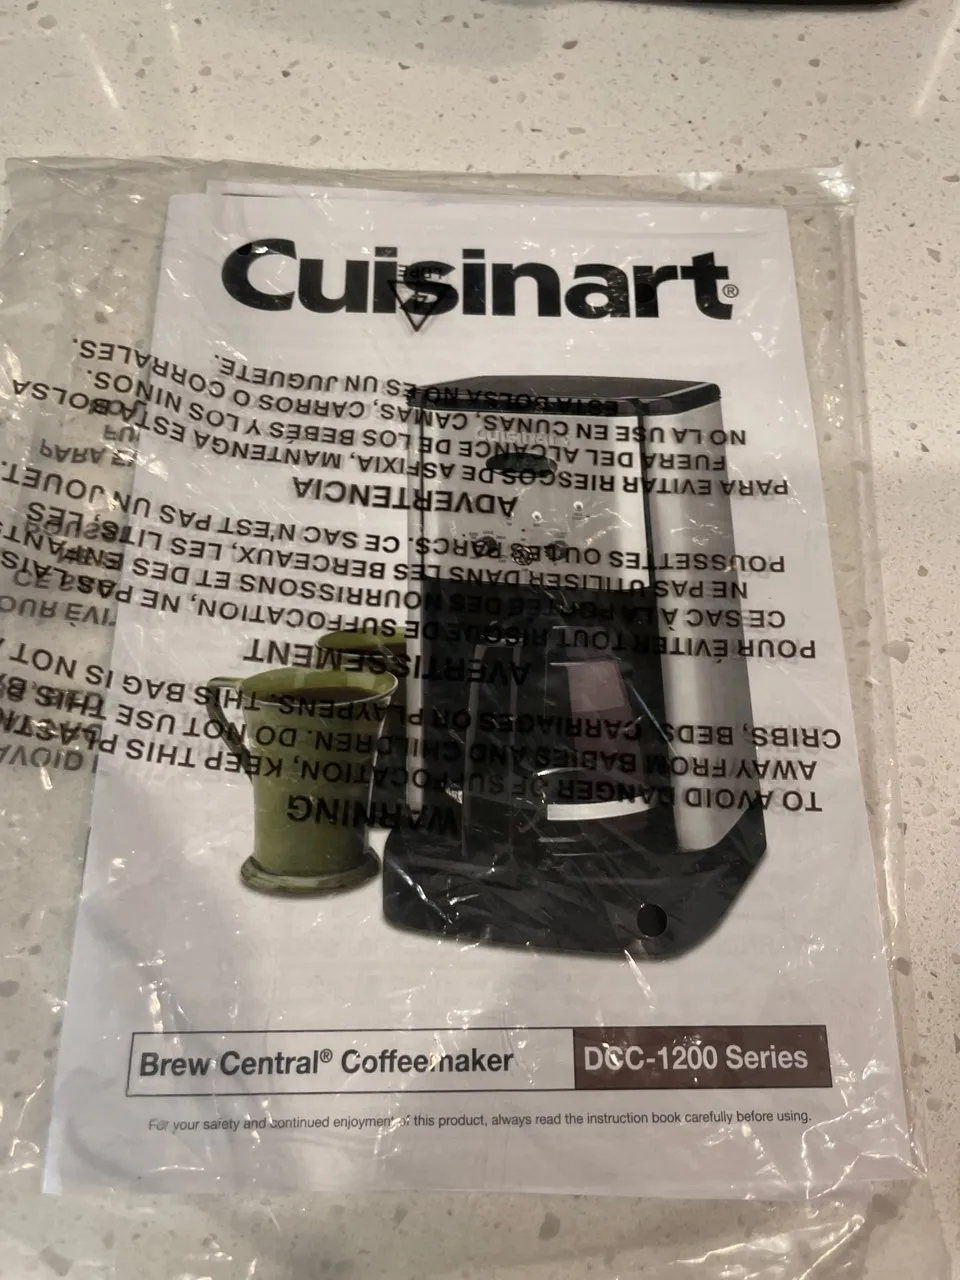 Cuisinart®
Cuisinart
Brew Central® Coffeemaker
DCC-1200 Series
For your safety and continued enjoyment of this product, always read the instruction book carefully before using.
WARNING
TO AVOID DANGER OF SUFFOCATION, KEEP THIS PLASTIC
AWAY FROM BABIES AND CHILDREN. DO NOT USE THIS BAG IN
CRIBS, BEDS, CARRIAGES OR PLAYPENS. THIS BAG IS NOT A
AVERTISSEMENT
POUR ÉVITER TOUT RISQUE DE SUFFOCATION, NE PAS LAISSER
CE SAC À LA PORTÉE DES NOURRISSONS ET DES ENFANTS.
NE PAS UTILISER DANS LES BERCEAUX, LES LITS, LES
POUSSETTES OU LES PARCS. CE SAC N'EST PAS UN JOUET.
ADVERTENCIA
PARA EVITAR RIESGOS DE ASFIXIA, MANTENGA ESTA BOLSA
FUERA DEL ALCANCE DE LOS BEBÉS Y LOS NINOS.
NO LA USE EN CUNAS, CAMAS, CARROS O CORRALES.
ESTA BOLSA NO ES UN JUGUETE.
4
LDPE